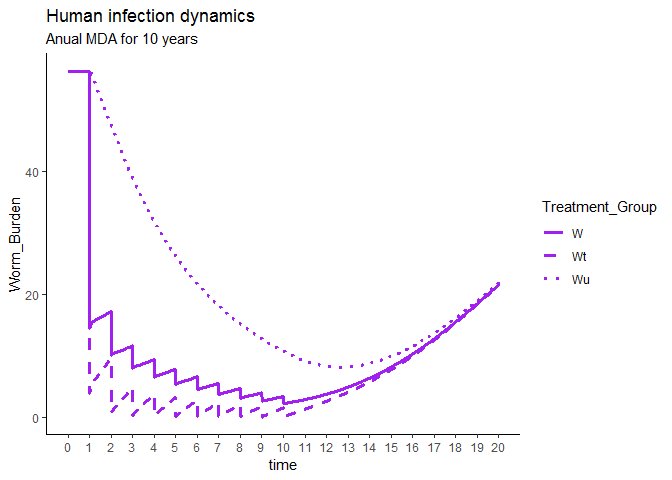 Human infection dynamics
Anual MDA for 10 years
Worm_Burden
40
20
0
0 1 2 3 4 5 6 7 8 9 10 11 12 13 14 15 16 17 18 19 20
time
Treatment_Group
W
Wt
Wu